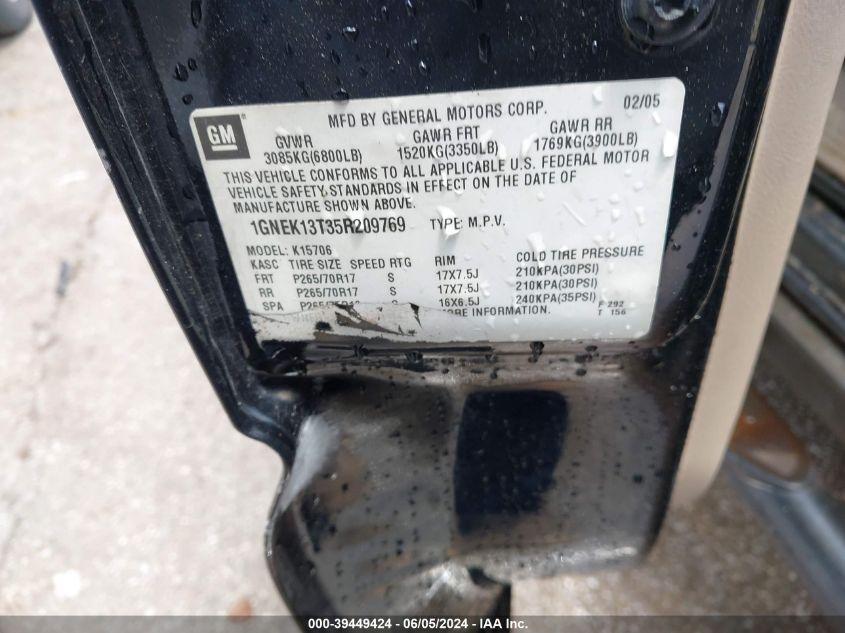 MFD BY GENERAL MOTORS CORP. 02/05
GM
GVWR GAWR FRT GAWR RR
3085KG(6800LB) 1520KG(3350LB) 1769KG(3900LB)
THIS VEHICLE CONFORMS TO ALL APPLICABLE U.S. FEDERAL MOTOR
VEHICLE SAFETY STANDARDS IN EFFECT ON THE DATE OF
MANUFACTURE SHOWN ABOVE.
1GNEK13T35R209769 TYPE: M.P.V.
MODEL: K15706
KASC TIRE SIZE SPEED RTG RIM COLD TIRE PRESSURE
FRT P265/70R17 S 17X7.5J 210KPA(30PSI)
RR P265/70R17 S 17X7.5J 210KPA(30PSI)
SPA 16X6.5J 240KPA(35PSI)
MORE INFORMATION. F 292
T 156
000-39449424 - 06/05/2024 - IAA Inc.